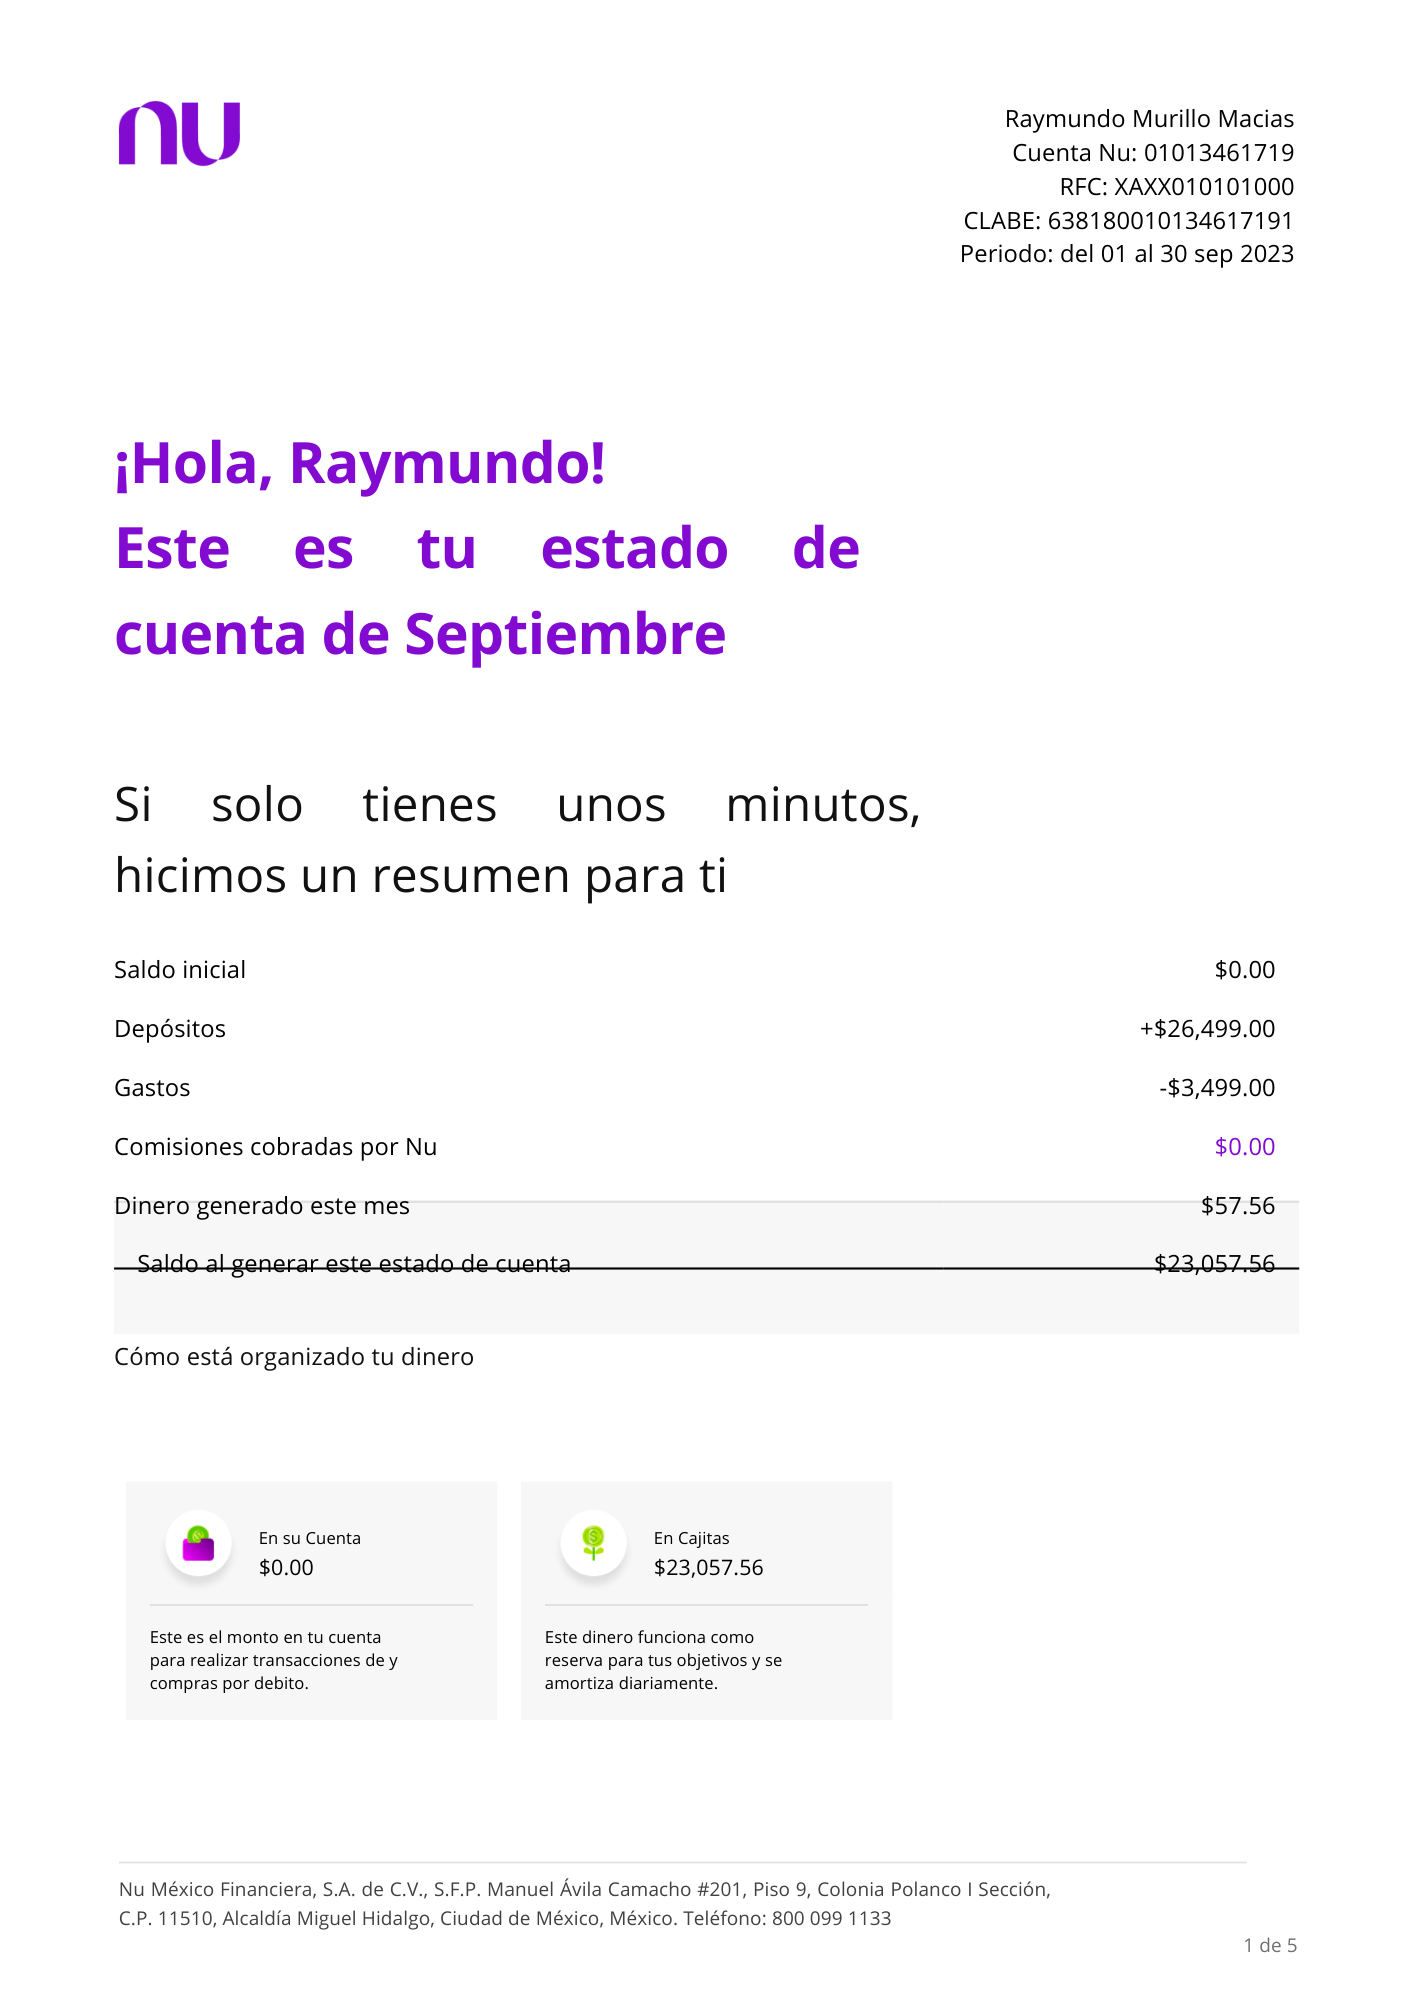 nu
Raymundo Murillo Macias
Cuenta Nu: 01013461719
RFC: XAXX010101000
CLABE: 638180010134617191
Periodo: del 01 al 30 sep 2023
¡Hola, Raymundo!
Este es tu estado de
cuenta de Septiembre
Si solo tienes unos minutos,
hicimos un resumen para ti
Saldo inicial $0.00
Depósitos +$26,499.00
Gastos -$3,499.00
Comisiones cobradas por Nu $0.00
Dinero generado este mes $57.56
Saldo al generar este estado de cuenta $23,057.56
Cómo está organizado tu dinero
En su Cuenta
$0.00
Este es el monto en tu cuenta
para realizar transacciones de y
compras por debito.
En Cajitas
$23,057.56
Este dinero funciona como
reserva para tus objetivos y se
amortiza diariamente.
Nu México Financiera, S.A. de C.V., S.F.P. Manuel Ávila Camacho #201, Piso 9, Colonia Polanco I Sección,
C.P. 11510, Alcaldía Miguel Hidalgo, Ciudad de México, México. Teléfono: 800 099 1133
1 de 5